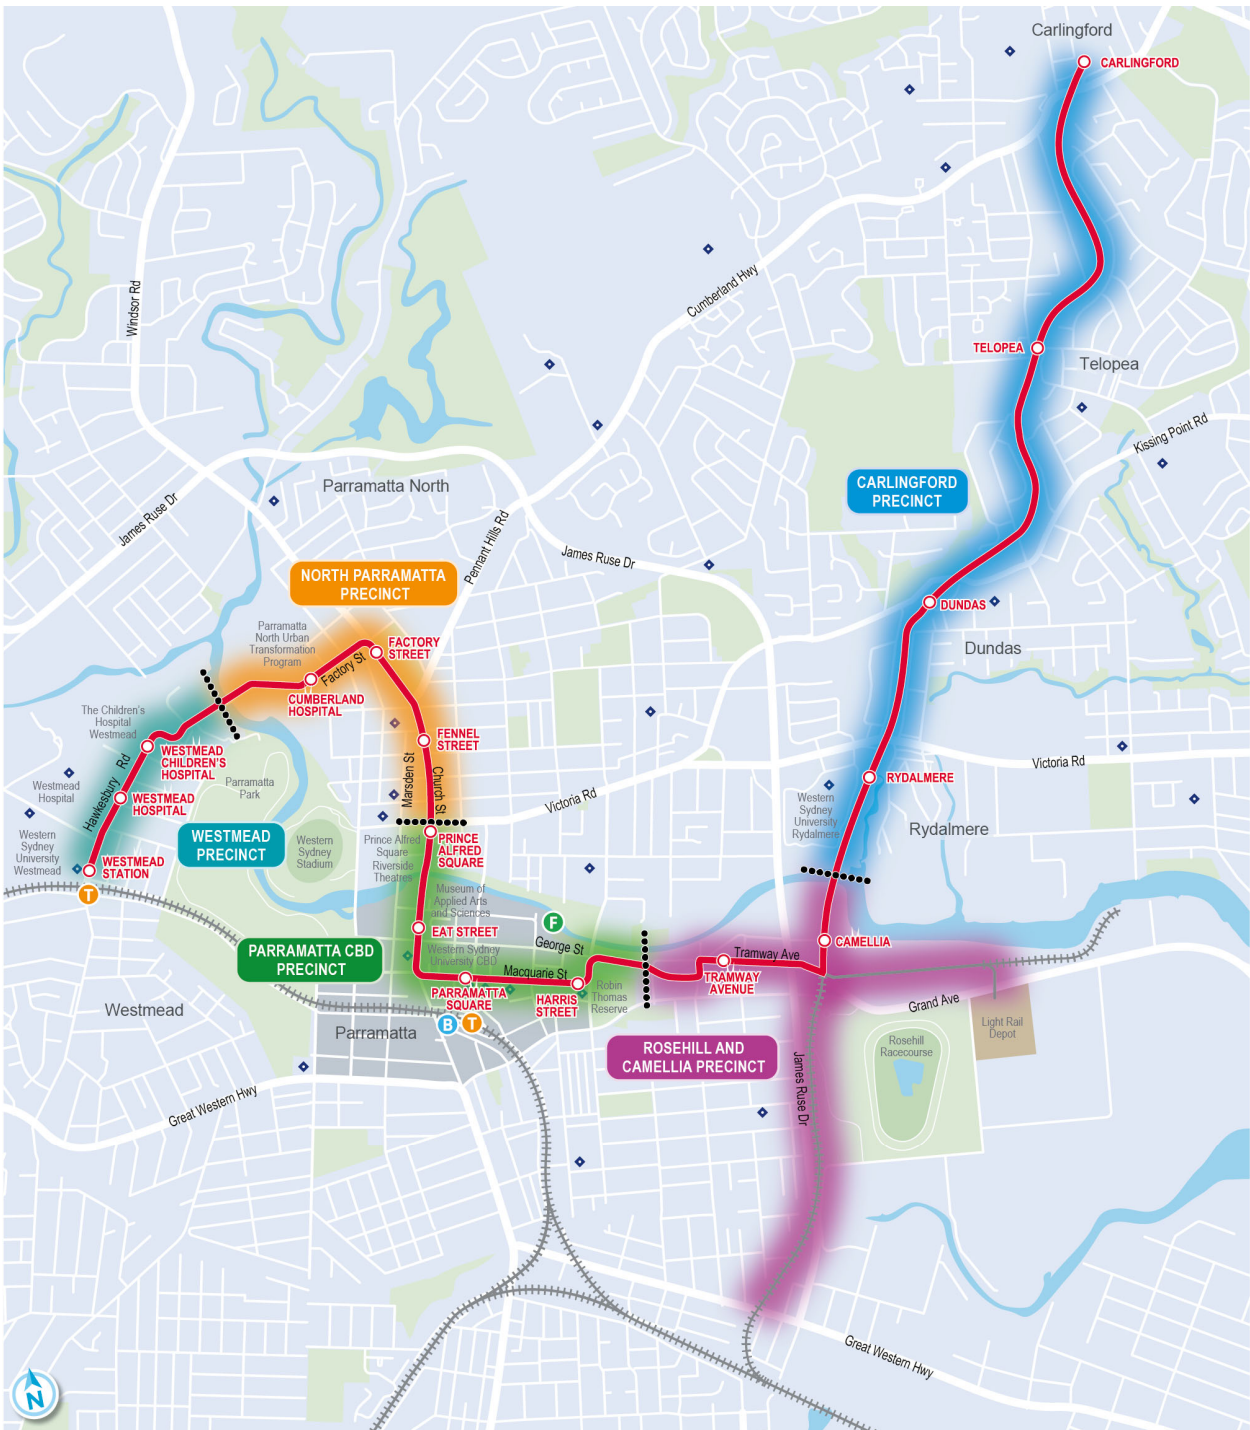 Carlingford
CARLINGFORD
Windsor Rd
Cumberland Hwy
TELOPEA
Telopea
Kissing Point Rd
CARLINGFORD
PRECINCT
Parramatta North
James Ruse Dr
Pennant Hills Rd
James Ruse Dr
NORTH PARRAMATTA
PRECINCT
DUNDAS
Dundas
Parramatta
North Urban
Transformation
Program
Factory St
FACTORY
STREET
CUMBERLAND
HOSPITAL
The Children's
Hospital
Westmead
WESTMEAD
CHILDREN'S
HOSPITAL
FENNEL
STREET
Hawkesbury Rd
Westmead
Hospital
WESTMEAD
HOSPITAL
Parramatta
Park
Marsden St
Church St
Victoria Rd
RYDALMERE
Victoria Rd
Western
Sydney
University
Rydalmere
Rydalmere
WESTMEAD
PRECINCT
Western
Sydney
University
Westmead
WESTMEAD
STATION
T
Western
Sydney
Stadium
Prince Alfred
Square
Riverside
Theatres
PRINCE
ALFRED
SQUARE
Museum of
Applied Arts
and Sciences
EAT STREET
F
George St
Western Sydney
University CBD
PARRAMATTA CBD
PRECINCT
Macquarie St
PARRAMATTA
SQUARE
HARRIS
STREET
Robin
Thomas
Reserve
Tramway Ave
TRAMWAY
AVENUE
CAMELLIA
Grand Ave
Light Rail
Depot
Westmead
Parramatta
B
T
ROSEHILL AND
CAMELLIA PRECINCT
Rosehill
Racecourse
James Ruse Dr
Great Western Hwy
Great Western Hwy
N